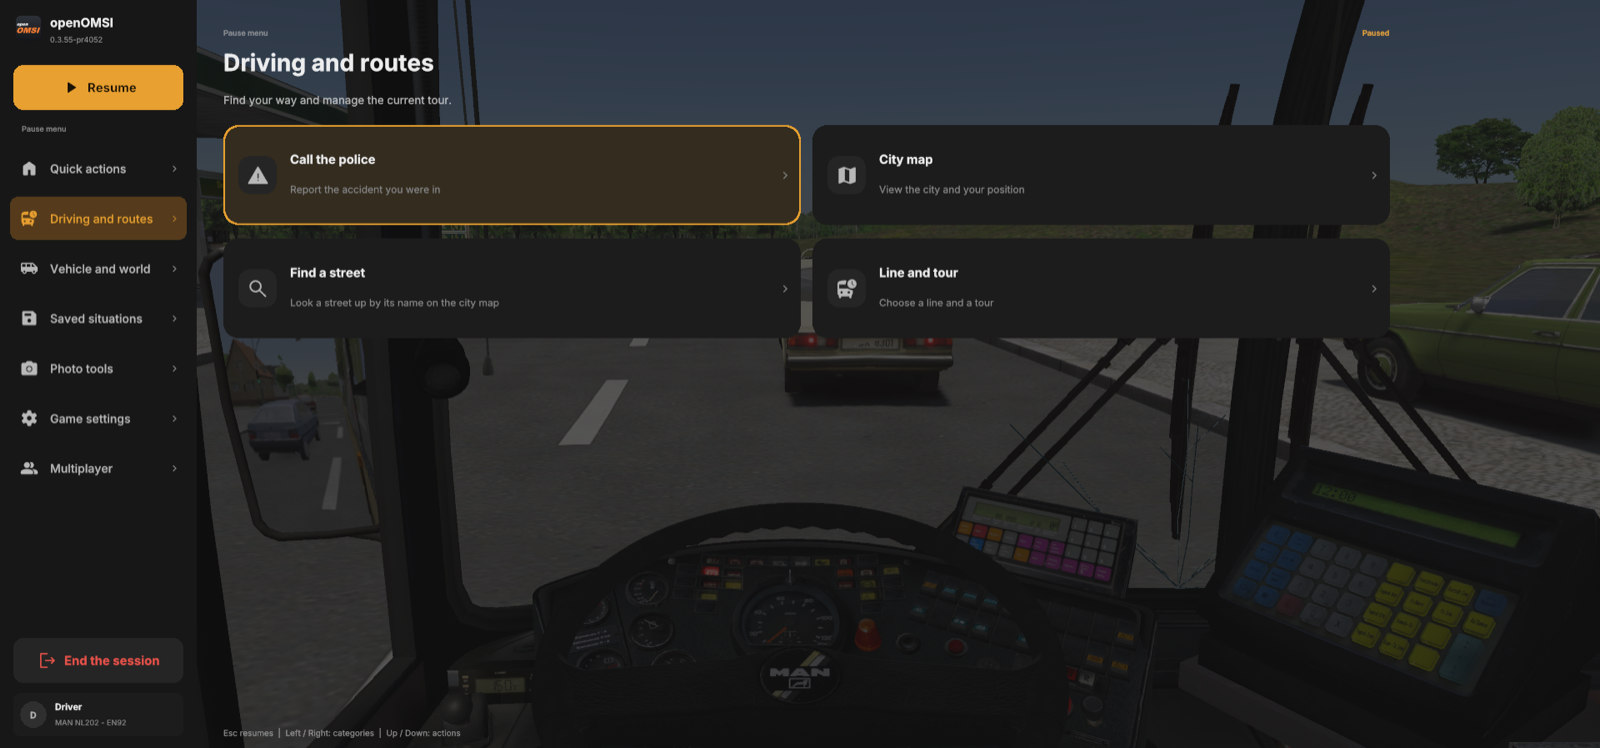 open
OMSI
openOMSI
0.3.55-pr4052
Resume
Pause menu
Quick actions
Driving and routes
Vehicle and world
Saved situations
Photo tools
Game settings
Multiplayer
End the session
D
Driver
MAN NL202 - EN92
Pause menu
Paused
Driving and routes
Find your way and manage the current tour.
Call the police
Report the accident you were in
City map
View the city and your position
Find a street
Look a street up by its name on the city map
Line and tour
Choose a line and a tour
12:00
MAN
Esc resumes | Left / Right: categories | Up / Down: actions